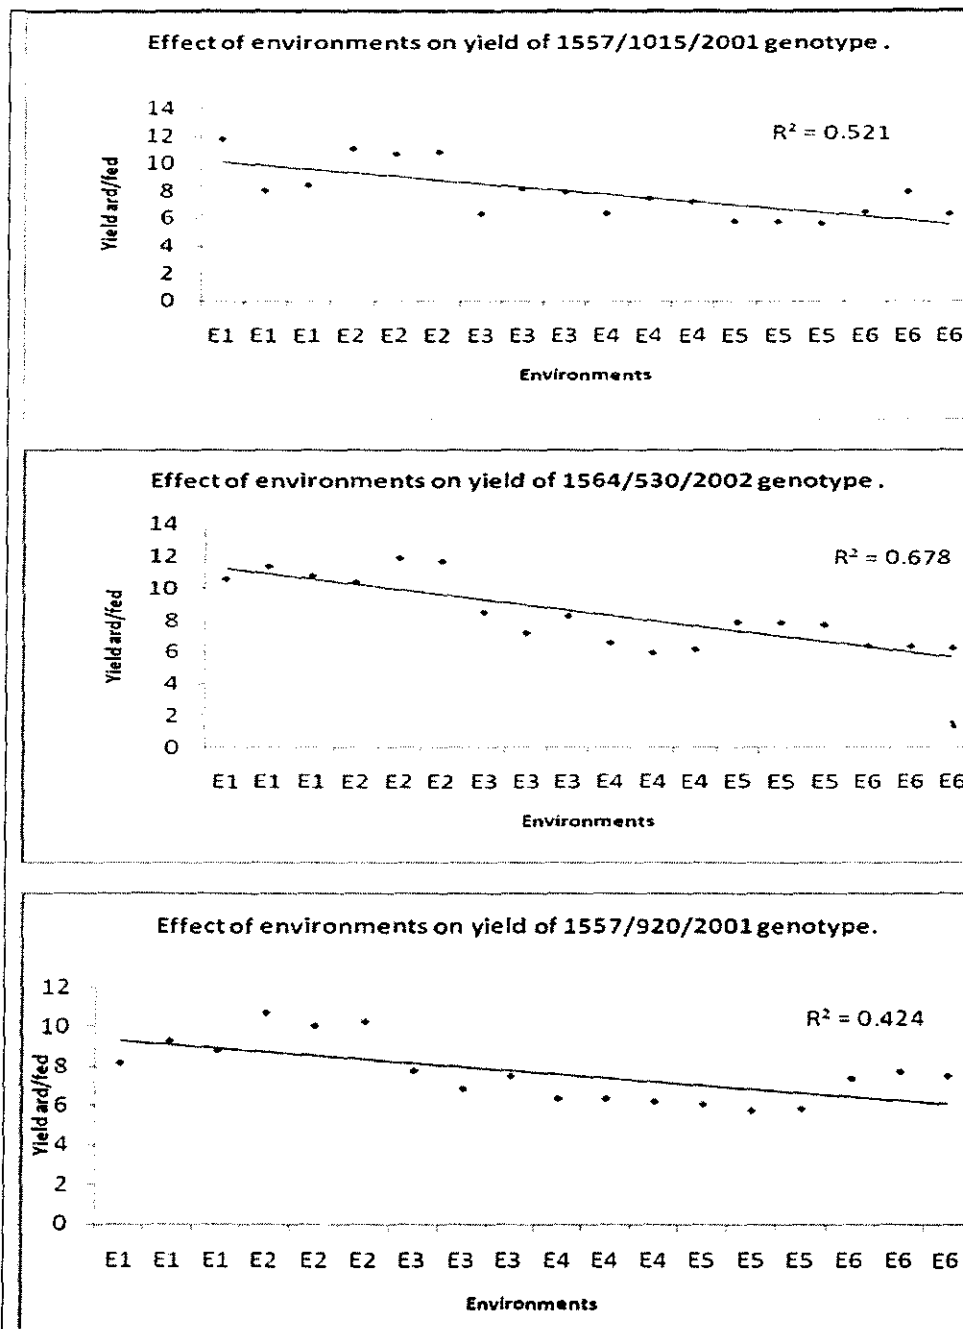 Effect of environments on yield of 1557/1015/2001 genotype .
14
12
10
8
6
4
2
0
Yield ard/fed
R² = 0.521
E1 E1 E1 E2 E2 E2 E3 E3 E3 E4 E4 E4 E5 E5 E5 E6 E6 E6
Environments
Effect of environments on yield of 1564/530/2002 genotype .
14
12
10
8
6
4
2
0
Yield ard/fed
R² = 0.678
E1 E1 E1 E2 E2 E2 E3 E3 E3 E4 E4 E4 E5 E5 E5 E6 E6 E6
Environments
Effect of environments on yield of 1557/920/2001 genotype.
12
10
8
6
4
2
0
Yield ard/fed
R² = 0.424
E1 E1 E1 E2 E2 E2 E3 E3 E3 E4 E4 E4 E5 E5 E5 E6 E6 E6
Environments